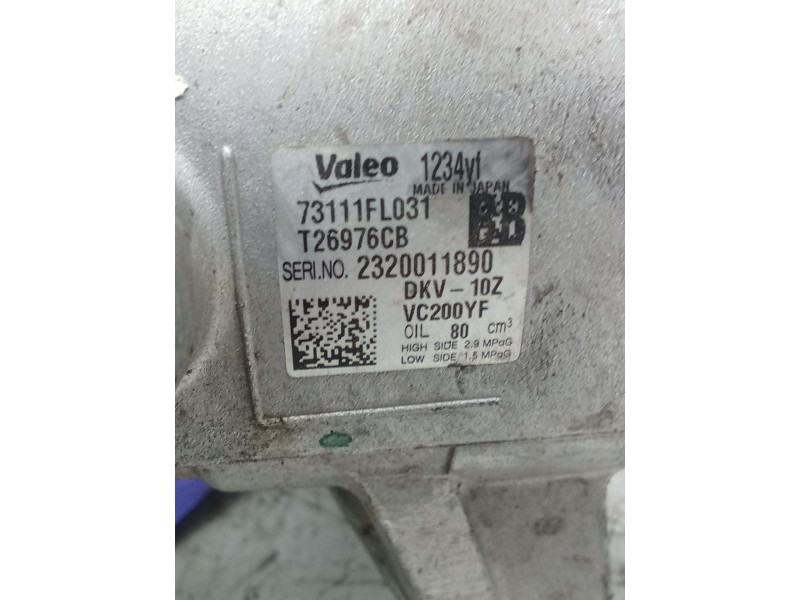 Valeo 1234yf
MADE IN JAPAN
73111FL031
T26976CB
SERI.NO. 2320011890
DKV-10Z
VC200YF
OIL 80 cm³
HIGH SIDE 2.9 MPaG
LOW SIDE 1.5 MPaG